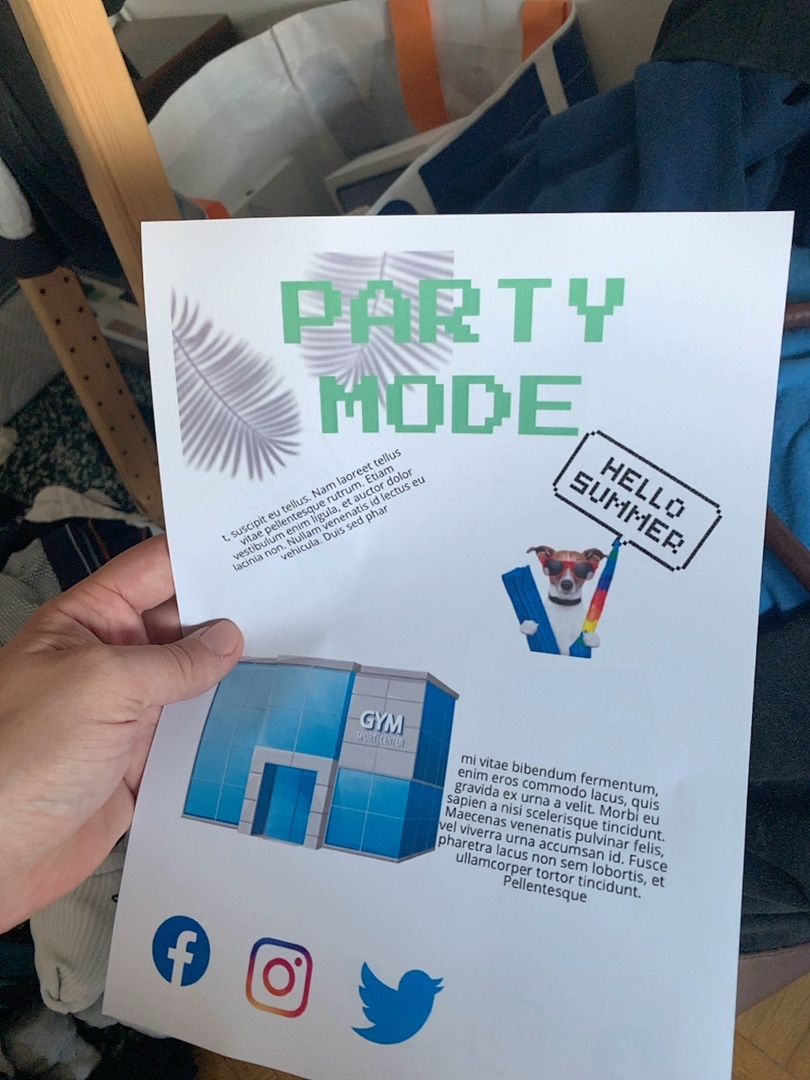 PARTY
MODE
HELLO
SUMMER
t, suscipit eu tellus. Nam laoreet tellus
vitae pellentesque rutrum. Etiam
vestibulum enim ligula, et auctor dolor
lacinia non. Nullam venenatis id lectus eu
vehicula. Duis sed phar
GYM
SPORT CENTER
mi vitae bibendum fermentum,
enim eros commodo lacus, quis
gravida ex urna a velit. Morbi eu
sapien a nisi scelerisque tincidunt.
Maecenas venenatis pulvinar felis,
vel viverra urna accumsan id. Fusce
pharetra lacus non sem lobortis, et
ullamcorper tortor tincidunt.
Pellentesque